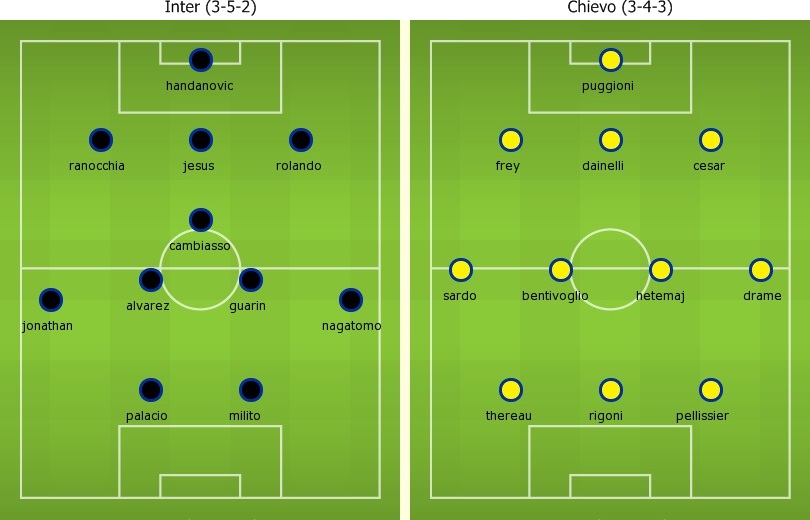 Inter (3-5-2)
handanovic
ranocchia jesus rolando
cambiasso
alvarez guarin
jonathan nagatomo
palacio milito
Chievo (3-4-3)
puggioni
frey dainelli cesar
sardo bentivoglio hetemaj drame
thereau rigoni pellissier